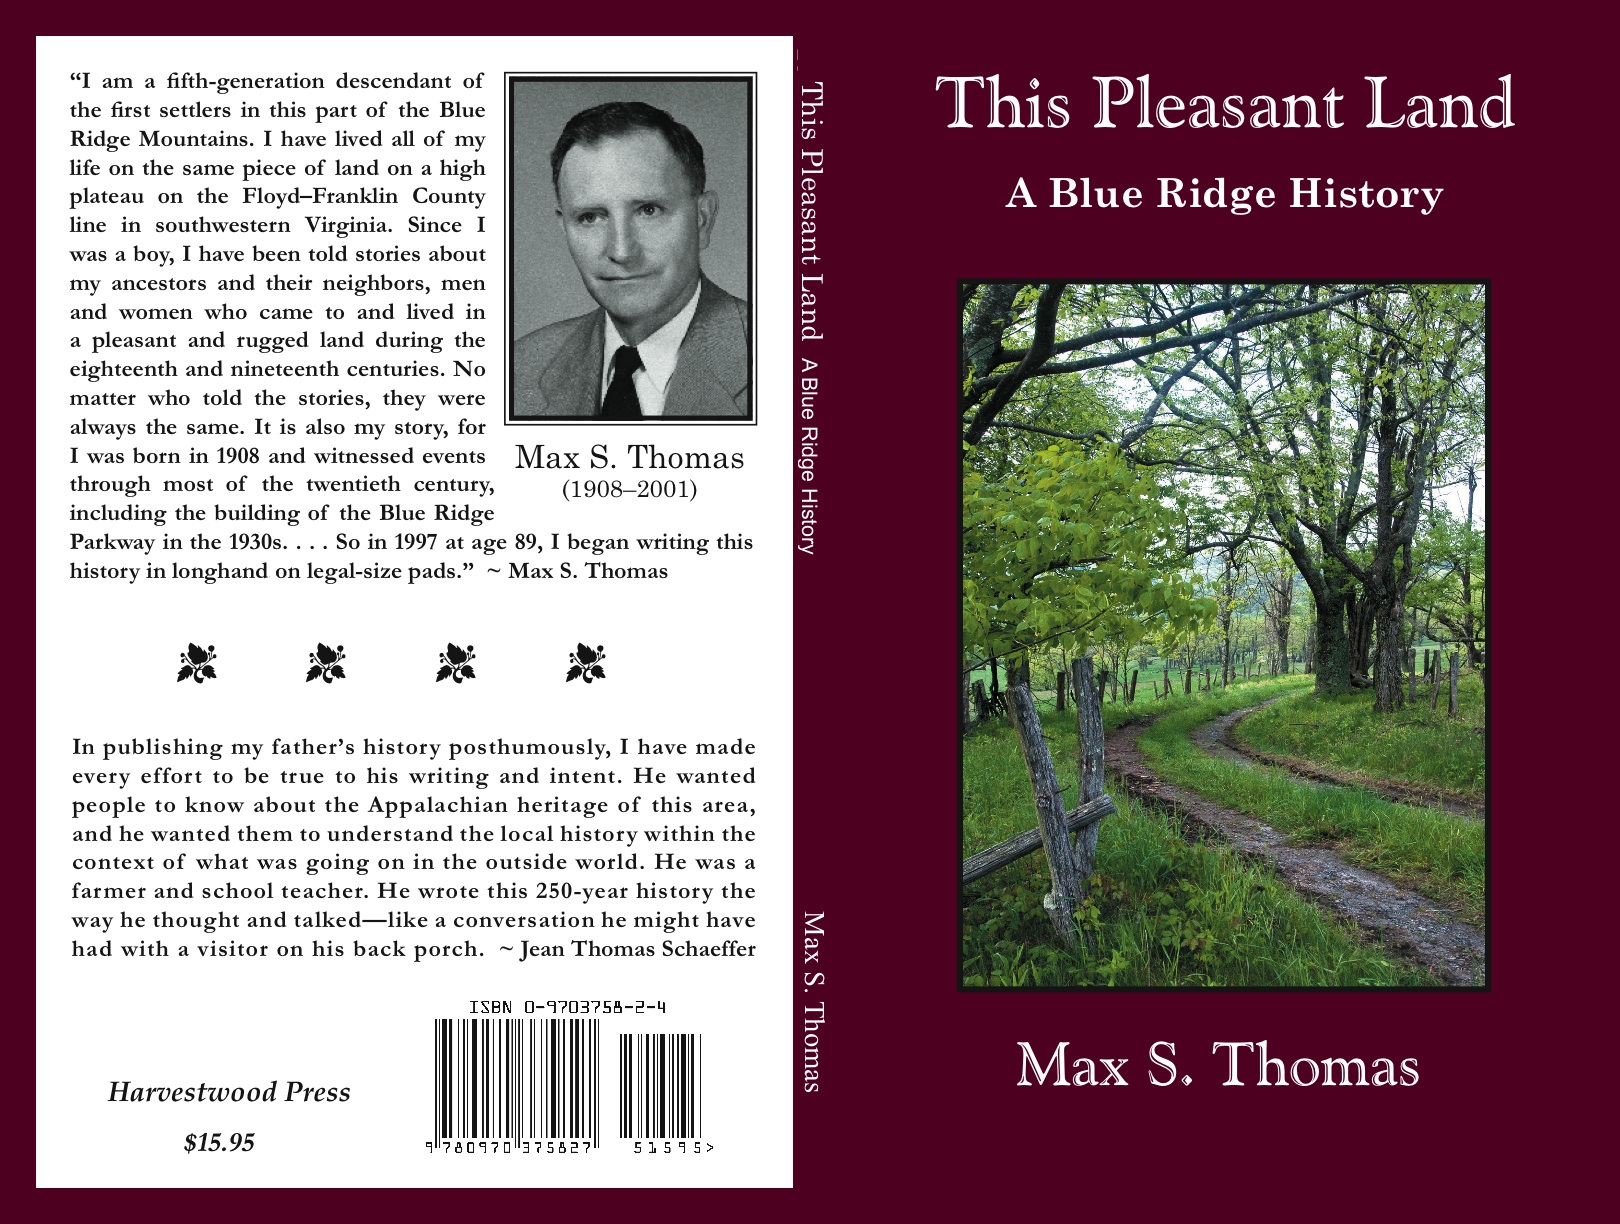 “I am a fifth-generation descendant of
the first settlers in this part of the Blue
Ridge Mountains. I have lived all of my
life on the same piece of land on a high
plateau on the Floyd–Franklin County
line in southwestern Virginia. Since I
was a boy, I have been told stories about
my ancestors and their neighbors, men
and women who came to and lived in
a pleasant and rugged land during the
eighteenth and nineteenth centuries. No
matter who told the stories, they were
always the same. It is also my story, for
I was born in 1908 and witnessed events
through most of the twentieth century,
including the building of the Blue Ridge
Parkway in the 1930s. . . . So in 1997 at age 89, I began writing this
history in longhand on legal-size pads.” ~ Max S. Thomas
Max S. Thomas
(1908–2001)
In publishing my father’s history posthumously, I have made
every effort to be true to his writing and intent. He wanted
people to know about the Appalachian heritage of this area,
and he wanted them to understand the local history within the
context of what was going on in the outside world. He was a
farmer and school teacher. He wrote this 250-year history the
way he thought and talked—like a conversation he might have
had with a visitor on his back porch. ~ Jean Thomas Schaeffer
Harvestwood Press
$15.95
ISBN 0-9703758-2-4
9 780970 375827
51595>
This Pleasant Land A Blue Ridge History
Max S. Thomas
This Pleasant Land
A Blue Ridge History
Max S. Thomas